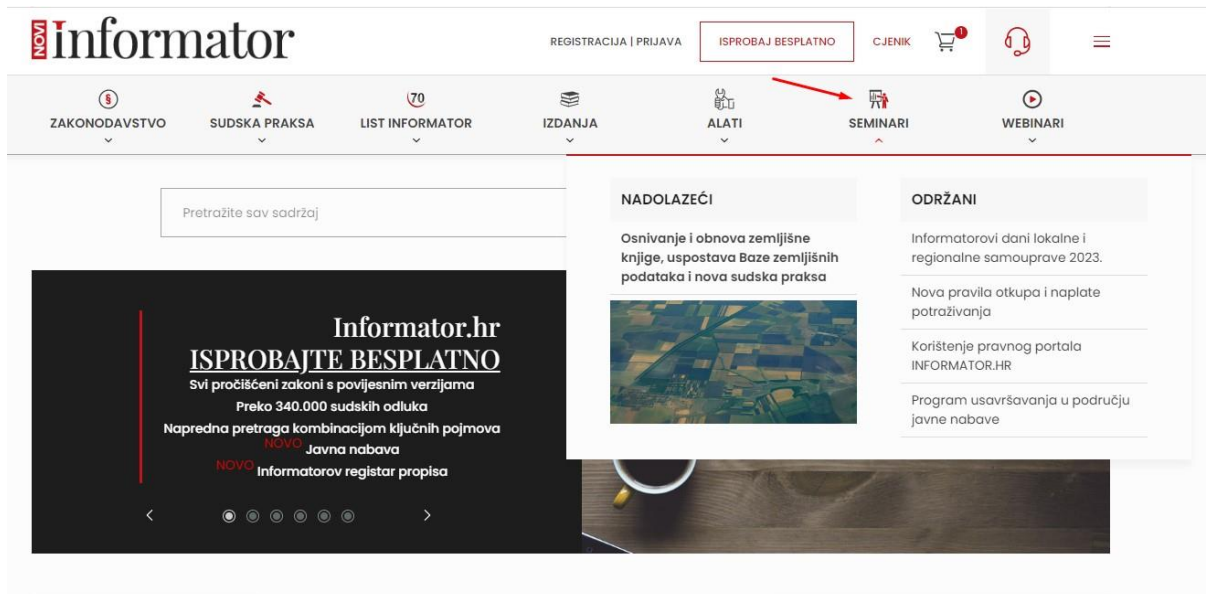 NOVI Informator
REGISTRACIJA | PRIJAVA
ISPROBAJ BESPLATNO
CJENIK
1
§
70
ZAKONODAVSTVO
SUDSKA PRAKSA
LIST INFORMATOR
IZDANJA
ALATI
SEMINARI
WEBINARI
Pretražite sav sadržaj
NADOLAZEĆI
Osnivanje i obnova zemljišne
knjige, uspostava Baze zemljišnih
podataka i nova sudska praksa
ODRŽANI
Informatorovi dani lokalne i
regionalne samouprave 2023.
Nova pravila otkupa i naplate
potraživanja
Korištenje pravnog portala
INFORMATOR.HR
Program usavršavanja u području
javne nabave
Informator.hr
ISPROBAJTE BESPLATNO
Svi pročišćeni zakoni s povijesnim verzijama
Preko 340.000 sudskih odluka
Napredna pretraga kombinacijom ključnih pojmova
NOVO Javna nabava
NOVO Informatorov registar propisa